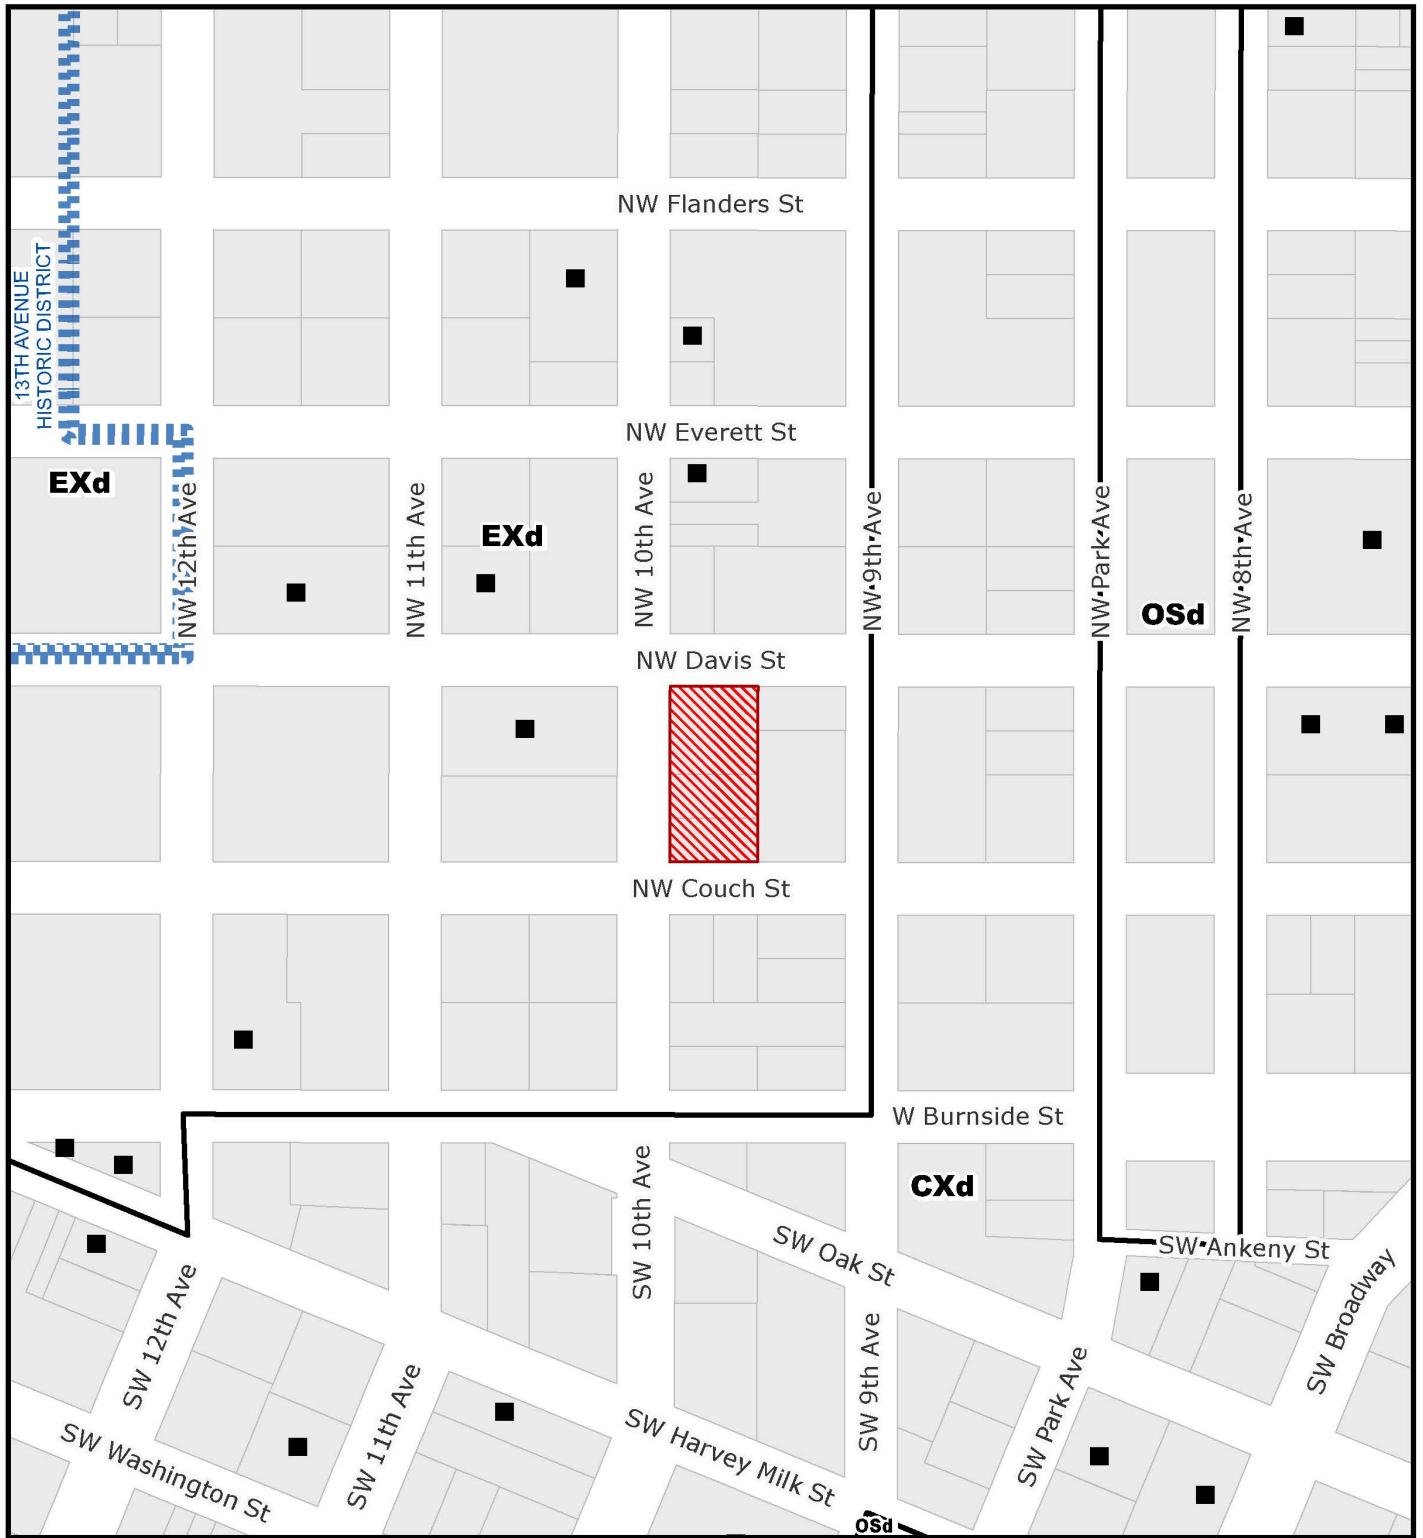 NW Flanders St
13TH AVENUE
HISTORIC DISTRICT
NW Everett St
EXd
NW 12th Ave
NW 11th Ave
EXd
NW 10th Ave
NW 9th Ave
NW Park Ave
OSd
NW 8th Ave
NW Davis St
NW Couch St
W Burnside St
CXd
SW 10th Ave
SW Oak St
SW Ankeny St
SW Broadway
SW 12th Ave
SW 11th Ave
SW 9th Ave
SW Park Ave
SW Washington St
SW Harvey Milk St
OSd